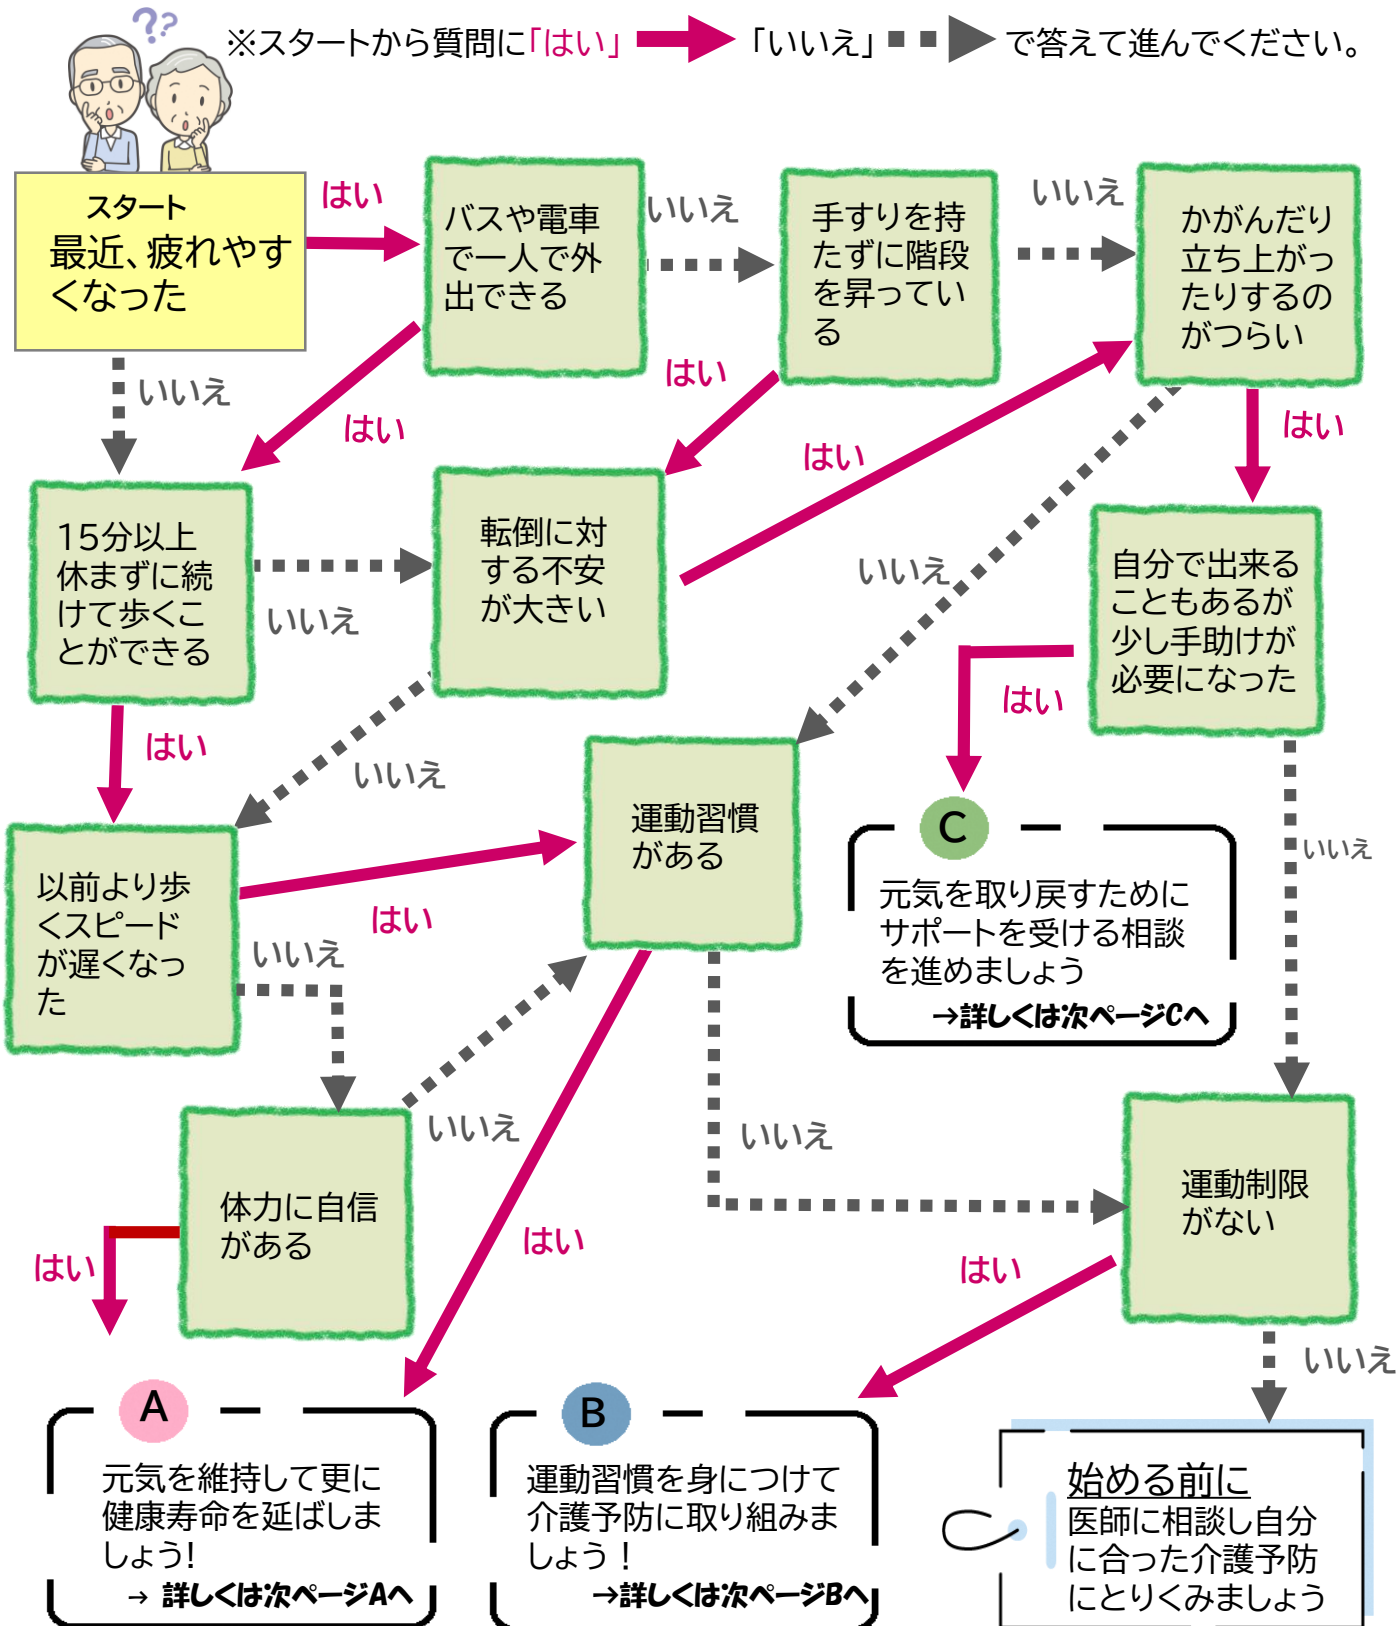 ??
※スタートから質問に「はい」 「いいえ」 で答えて進んでください。
スタート
最近、疲れやす
くなった
はい
バスや電車
で一人で外
出できる
いいえ
手すりを持
たずに階段
を昇ってい
る
いいえ
かがんだり
立ち上がっ
たりするの
がつらい
いいえ
はい
はい
はい
はい
15分以上
休まずに続
けて歩くこ
とができる
いいえ
転倒に対
する不安
が大きい
いいえ
自分で出来る
こともあるが
少し手助けが
必要になった
はい
はい
いいえ
以前より歩
くスピード
が遅くなっ
た
はい
いいえ
運動習慣
がある
C
元気を取り戻すために
サポートを受ける相談
を進めましょう
→詳しくは次ページCへ
いいえ
体力に自信
がある
いいえ
いいえ
はい
はい
運動制限
がない
はい
いいえ
A
元気を維持して更に
健康寿命を延ばしま
しょう!
→ 詳しくは次ページAへ
B
運動習慣を身につけて
介護予防に取り組みま
しょう！
→詳しくは次ページBへ
始める前に
医師に相談し自分
に合った介護予防
にとりくみましょう